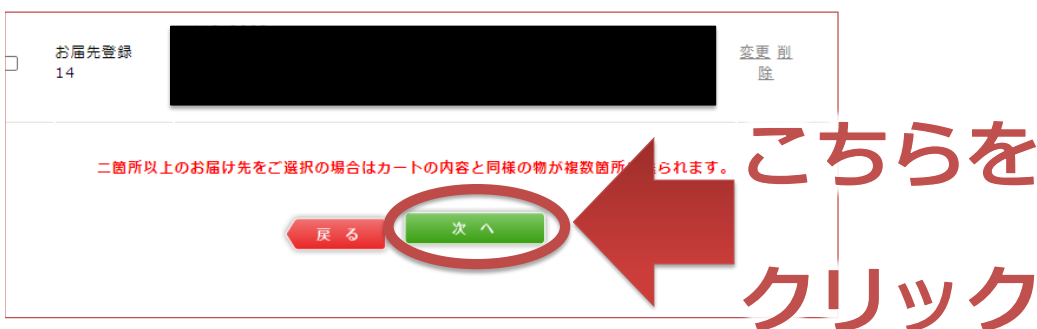 お届先登録
14
変更 削
除
二箇所以上のお届け先をご選択の場合はカートの内容と同様の物が複数箇所
られます。
戻る
次へ
こちらを
クリック